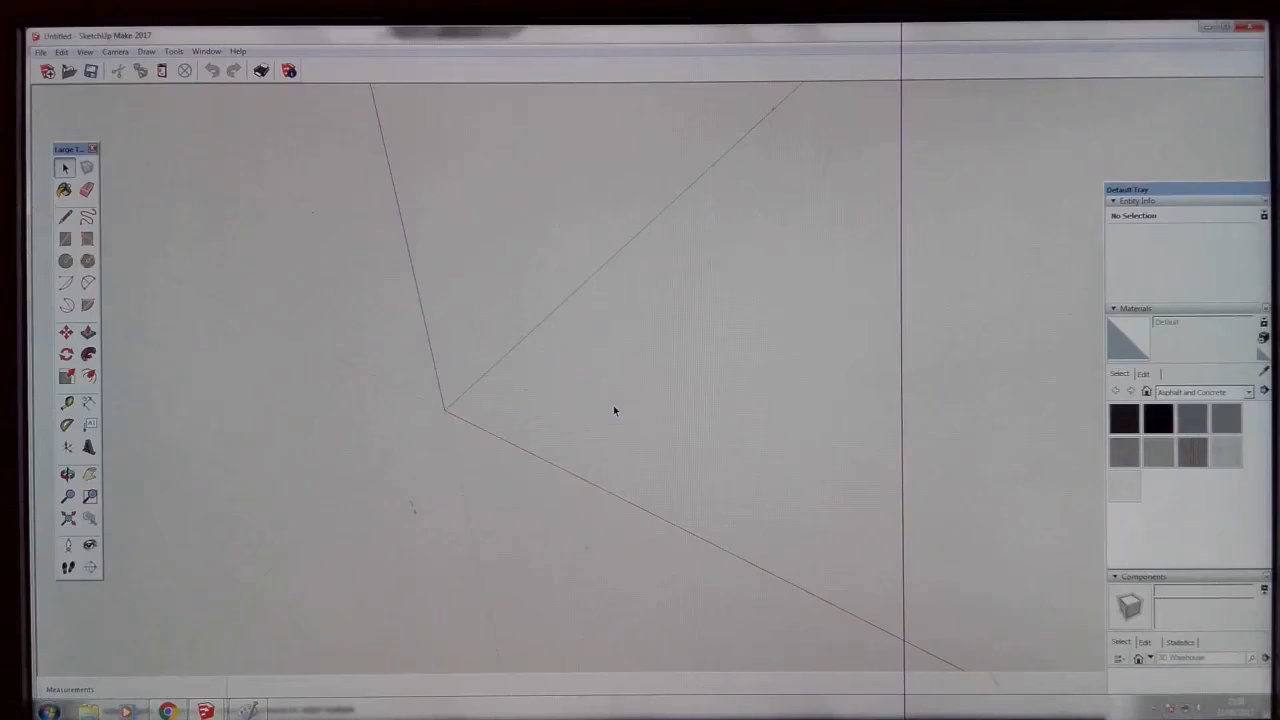 Untitled - SketchUp Make 2017
File Edit View Camera Draw Tools Window Help
Large T...
Default Tray
Entity Info
No Selection
Materials
Default
Select Edit
Asphalt and Concrete
Components
Select Edit Statistics
3D Warehouse
Measurements